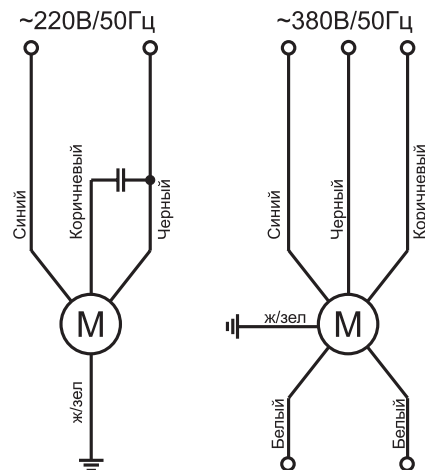 ~220В/50Гц
Синий
Коричневый
Черный
М
ж/зел
~380В/50Гц
Синий
Черный
Коричневый
ж/зел
М
Белый
Белый